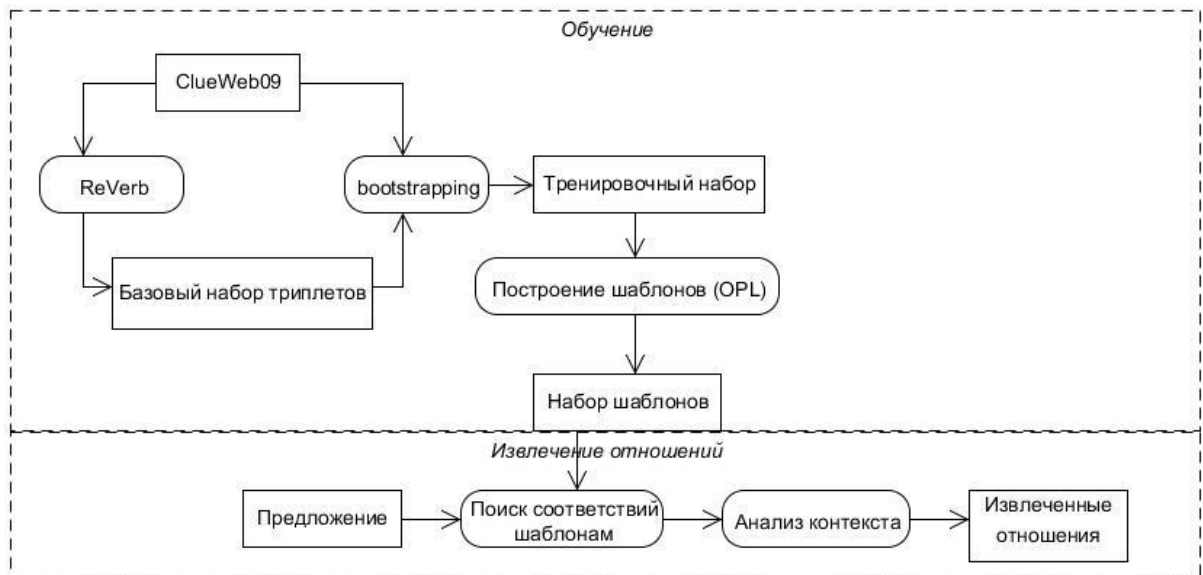 Обучение
ClueWeb09
ReVerb
bootstrapping
Тренировочный набор
Базовый набор триплетов
Построение шаблонов (OPL)
Набор шаблонов
Извлечение отношений
Предложение
Поиск соответствий
шаблонам
Анализ контекста
Извлеченные
отношения